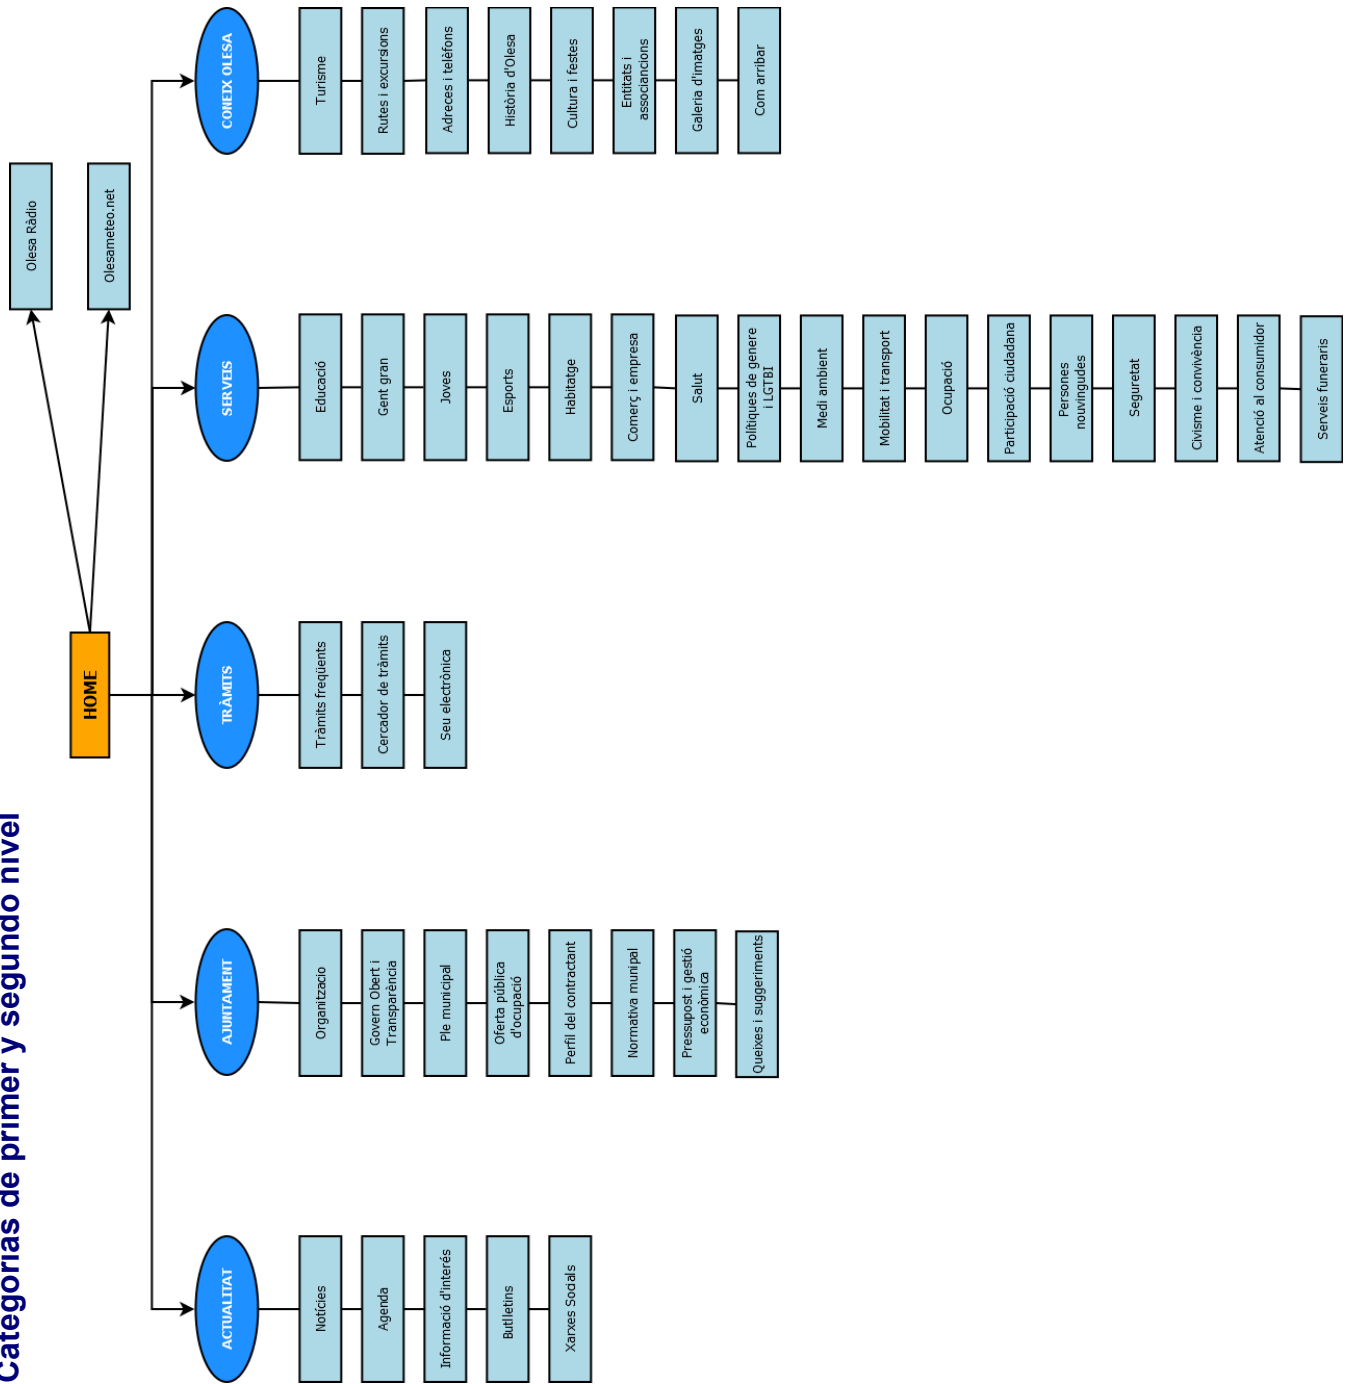 Categorias de primer y segundo nivel
HOME
Olesa Ràdio
Olesameteo.net
ACTUALITAT
Notícies
Agenda
Informació d'interés
Butlletins
Xarxes Socials
AJUNTAMENT
Organització
Govern Obert i
Transparència
Ple municipal
Oferta pública
d'ocupació
Perfil del contractant
Normativa munipal
Pressupost i gestió
econòmica
Queixes i suggeriments
TRÀMITS
Tràmits freqüents
Cercador de tràmits
Seu electrònica
SERVEIS
Educació
Gent gran
Joves
Esports
Habitatge
Comerç i empresa
Salut
Polítiques de genere
i LGTBI
Medi ambient
Mobilitat i transport
Ocupació
Participació ciudadana
Persones
nouvingudes
Seguretat
Civisme i convivència
Atenció al consumidor
Serveis funeraris
CONEIX OLESA
Turisme
Rutes i excursions
Adreces i telèfons
Història d'Olesa
Cultura i festes
Entitats i
associancions
Galeria d'imatges
Com arribar